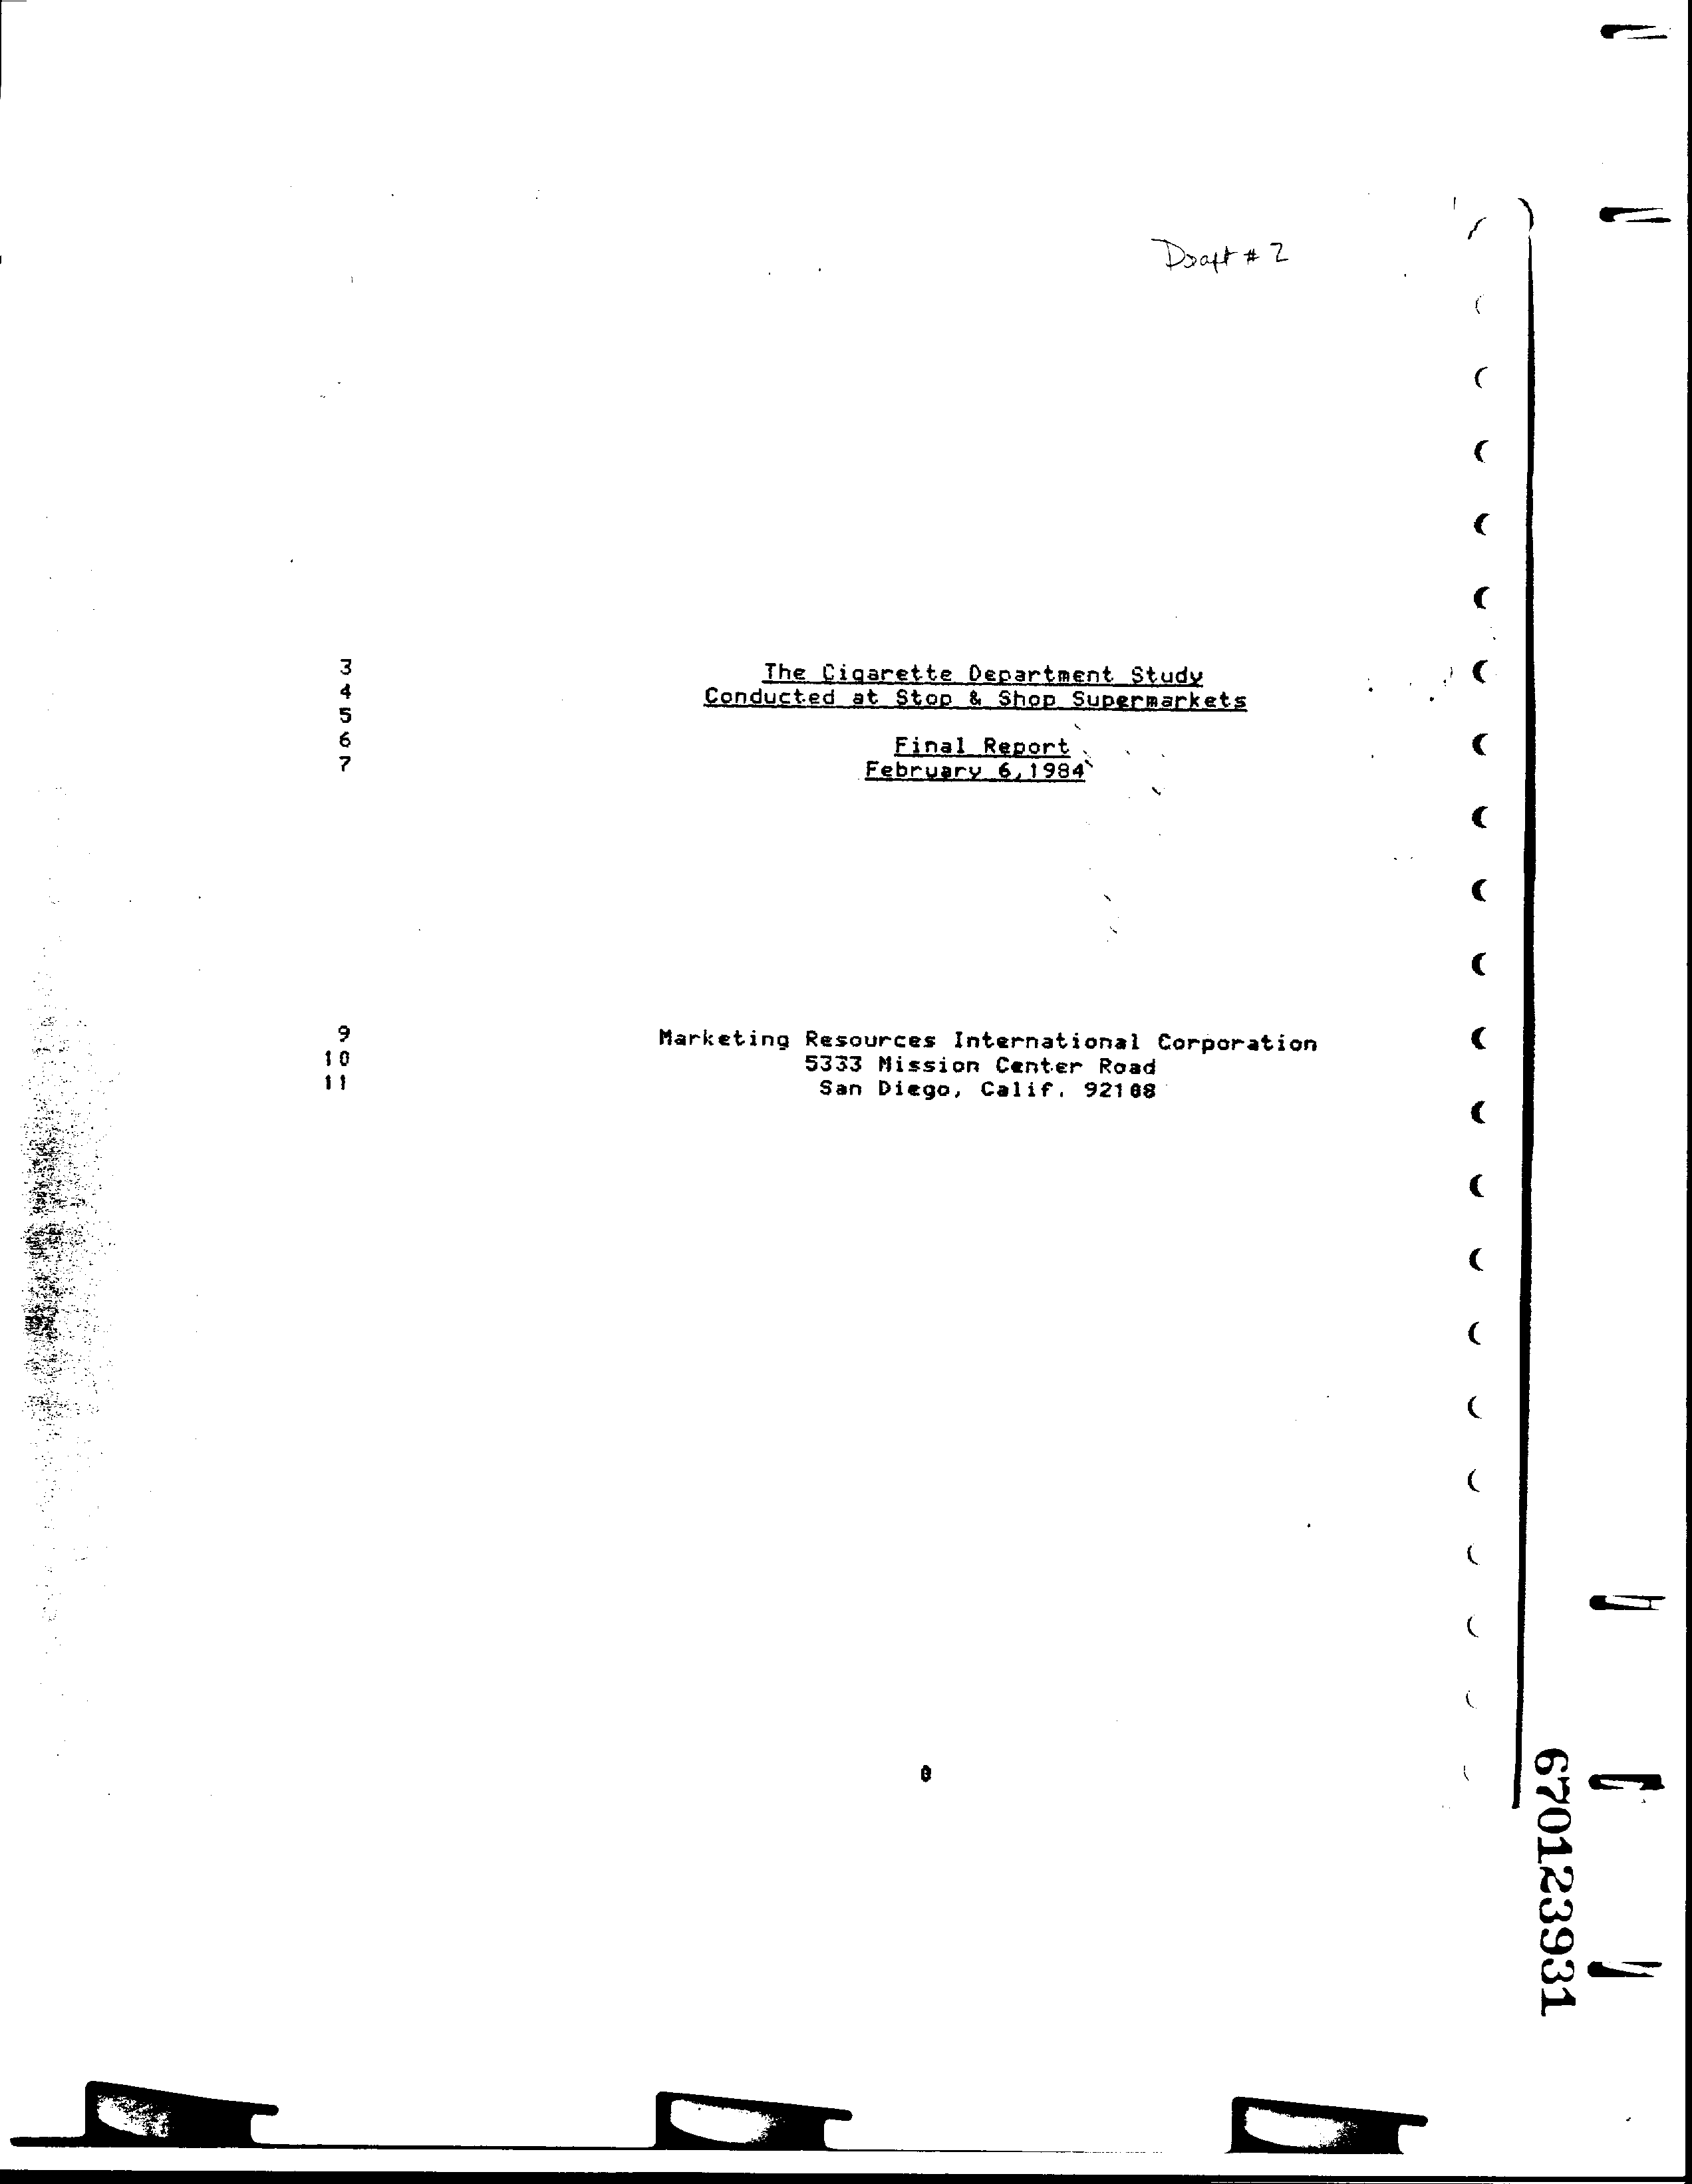 Draft # 2
3 The Cigarette Department Study
4 Conducted at Stop & Shop Supermarkets
5
6 Final Report
7 February 6,1984
9 Marketing Resources International Corporation
10 5333 Mission Center Road
11 San Diego, Calif. 92108
0
670123931